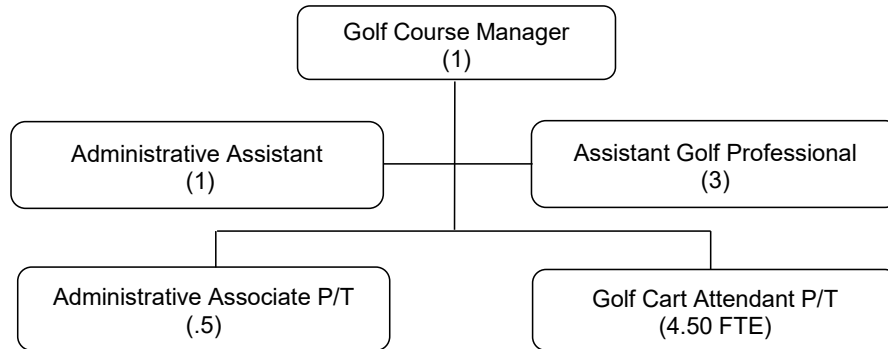 Golf Course Manager
(1)
Administrative Assistant
(1)
Assistant Golf Professional
(3)
Administrative Associate P/T
(.5)
Golf Cart Attendant P/T
(4.50 FTE)